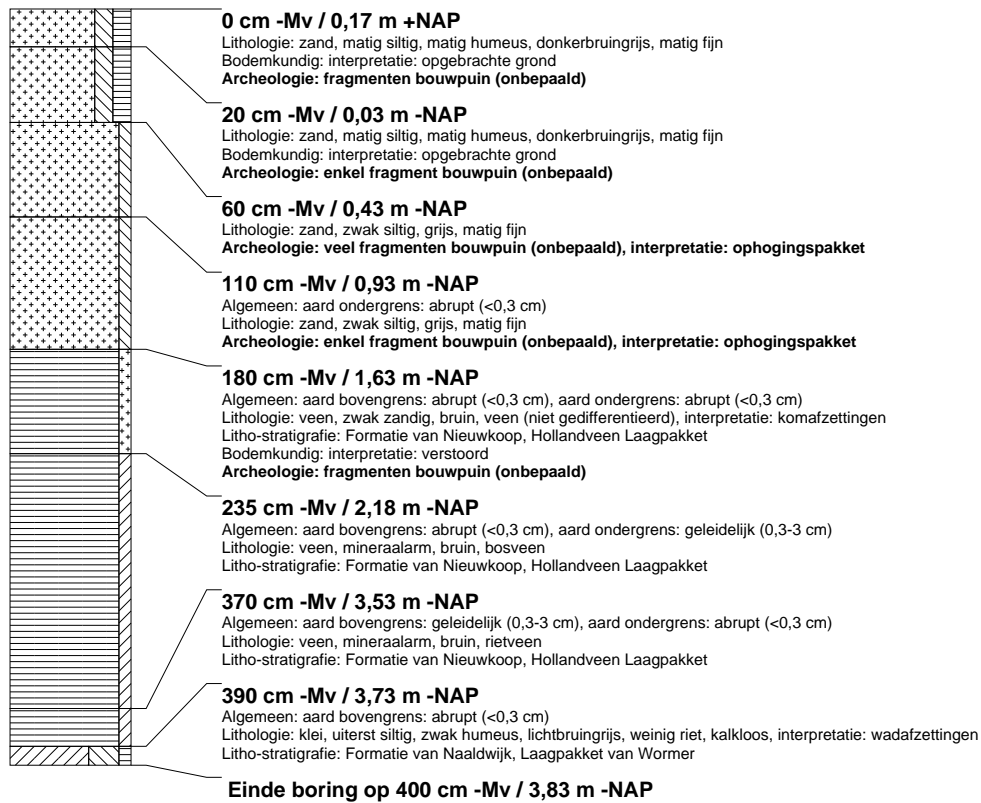 0 cm -Mv / 0,17 m +NAP
Lithologie: zand, matig siltig, matig humeus, donkerbruingrijs, matig fijn
Bodemkundig: interpretatie: opgebrachte grond
Archeologie: fragmenten bouwpuin (onbepaald)
20 cm -Mv / 0,03 m -NAP
Lithologie: zand, matig siltig, matig humeus, donkerbruingrijs, matig fijn
Bodemkundig: interpretatie: opgebrachte grond
Archeologie: enkel fragment bouwpuin (onbepaald)
60 cm -Mv / 0,43 m -NAP
Lithologie: zand, zwak siltig, grijs, matig fijn
Archeologie: veel fragmenten bouwpuin (onbepaald), interpretatie: ophogingspakket
110 cm -Mv / 0,93 m -NAP
Algemeen: aard ondergrens: abrupt (<0,3 cm)
Lithologie: zand, zwak siltig, grijs, matig fijn
Archeologie: enkel fragment bouwpuin (onbepaald), interpretatie: ophogingspakket
180 cm -Mv / 1,63 m -NAP
Algemeen: aard bovengrens: abrupt (<0,3 cm), aard ondergrens: abrupt (<0,3 cm)
Lithologie: veen, zwak zandig, bruin, veen (niet gedifferentieerd), interpretatie: komafzettingen
Litho-stratigrafie: Formatie van Nieuwkoop, Hollandveen Laagpakket
Bodemkundig: interpretatie: verstoord
Archeologie: fragmenten bouwpuin (onbepaald)
235 cm -Mv / 2,18 m -NAP
Algemeen: aard bovengrens: abrupt (<0,3 cm), aard ondergrens: geleidelijk (0,3-3 cm)
Lithologie: veen, mineraalarm, bruin, bosveen
Litho-stratigrafie: Formatie van Nieuwkoop, Hollandveen Laagpakket
370 cm -Mv / 3,53 m -NAP
Algemeen: aard bovengrens: geleidelijk (0,3-3 cm), aard ondergrens: abrupt (<0,3 cm)
Lithologie: veen, mineraalarm, bruin, rietveen
Litho-stratigrafie: Formatie van Nieuwkoop, Hollandveen Laagpakket
390 cm -Mv / 3,73 m -NAP
Algemeen: aard bovengrens: abrupt (<0,3 cm)
Lithologie: klei, uiterst siltig, zwak humeus, lichtbruingrijs, weinig riet, kalkloos, interpretatie: wadafzettingen
Litho-stratigrafie: Formatie van Naaldwijk, Laagpakket van Wormer
Einde boring op 400 cm -Mv / 3,83 m -NAP